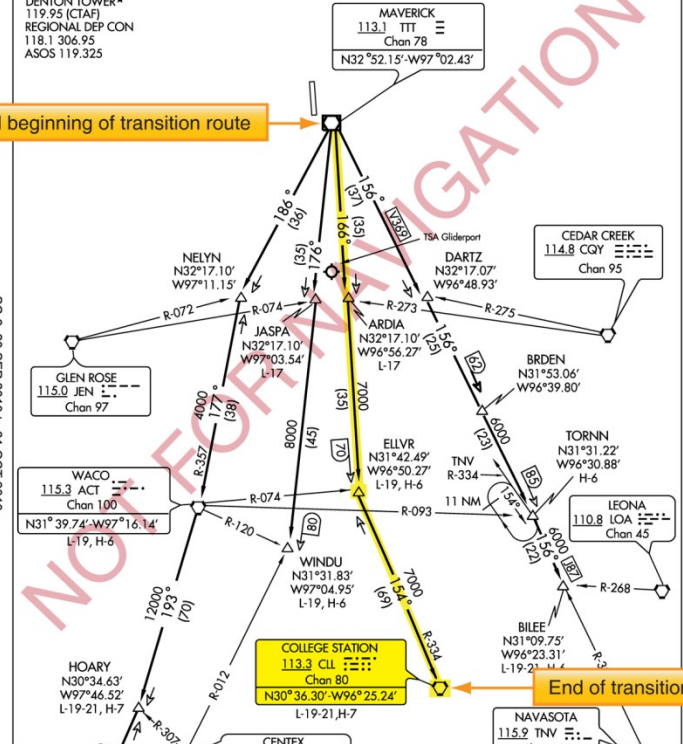 DENTON TOWER*
119.95 (CTAF)
REGIONAL DEP CON
118.1 306.95
ASOS 119.325
MAVERICK
113.1 TTT
Chan 78
N32°52.15'-W97°02.43'
beginning of transition route
NOT FOR NAVIGATION
186°
(36)
(35)
176°
(37)
(35)
166°
156°
V369
TSA Gliderport
CEDAR CREEK
114.8 CQY
Chan 95
NELYN
N32°17.10'
W97°11.15'
DARTZ
N32°17.07'
W96°48.93'
R-072
R-074
R-273
R-275
JASPA
N32°17.10'
W97°03.54'
L-17
ARDIA
N32°17.10'
W96°56.27'
L-17
156°
(25)
62
BRDEN
N31°53.06'
W96°39.80'
GLEN ROSE
115.0 JEN
Chan 97
4000
177°
(38)
R-357
8000
(45)
7000
(35)
70
6000
(23)
ELLVR
N31°42.49'
W96°50.27'
L-19, H-6
TORNN
N31°31.22'
W96°30.88'
H-6
TNV
R-334
85
11 NM
154°
WACO
115.3 ACT
Chan 100
N31°39.74'-W97°16.14'
L-19, H-6
R-074
R-093
R-120
80
LEONA
110.8 LOA
Chan 45
6000
156°
(22)
J87
R-268
WINDU
N31°31.83'
W97°04.95'
L-19, H-6
BILEE
N31°09.75'
W96°23.31'
L-19-21, H-6
12000
193°
(70)
7000
154°
(69)
R-334
R-012
COLLEGE STATION
113.3 CLL
Chan 80
N30°36.30'-W96°25.24'
L-19-21,H-7
End of transition
HOARY
N30°34.63'
W97°46.52'
L-19-21, H-7
R-307
CENTEX
NAVASOTA
115.9 TNV